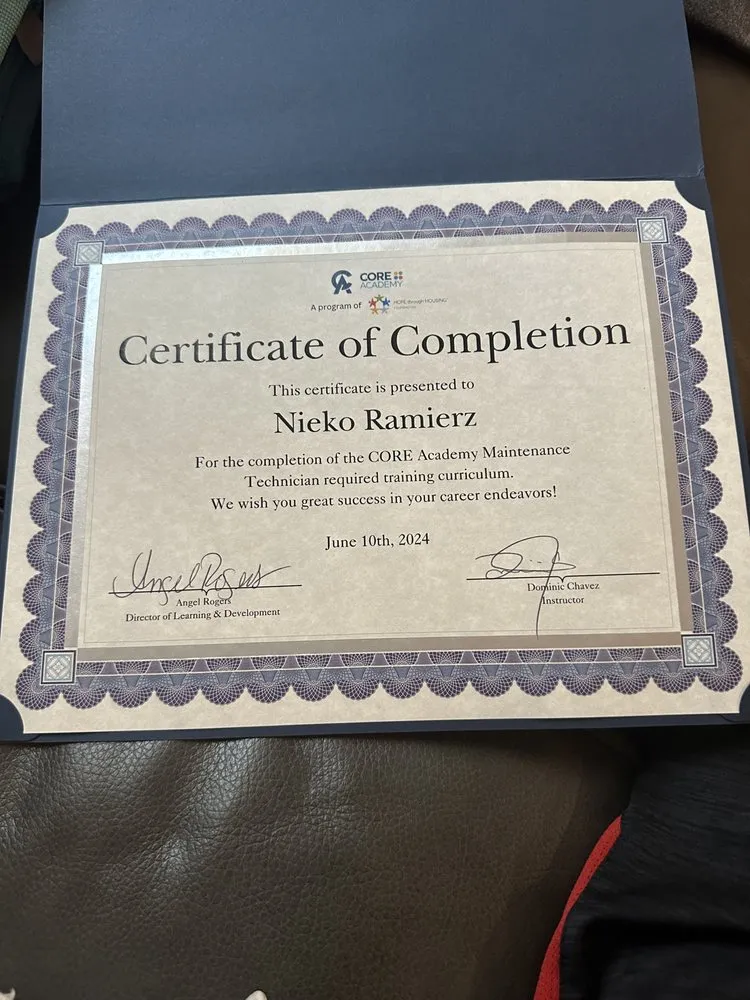 CORE
ACADEMY
A program of HOPE through HOUSING
Certificate of Completion
This certificate is presented to
Nieko Ramierz
For the completion of the CORE Academy Maintenance
Technician required training curriculum.
We wish you great success in your career endeavors!
June 10th, 2024
Angel Rogers
Angel Rogers
Director of Learning & Development
Dominic Chavez
Instructor